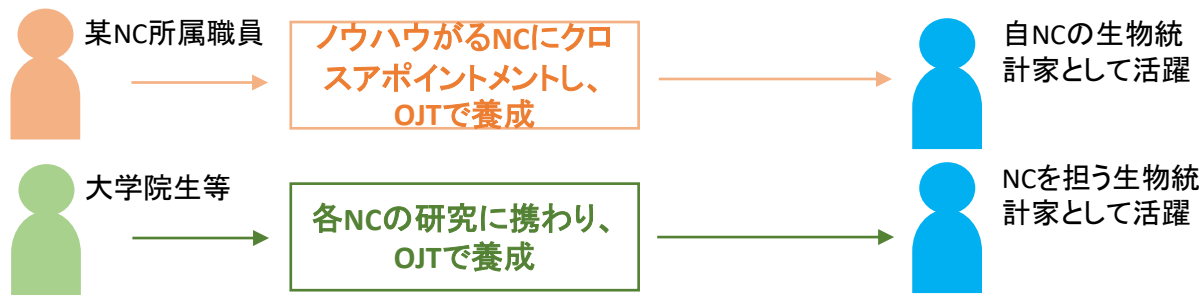 某NC所属職員
ノウハウがるNCにクロ
スアポイントメントし、
OJTで養成
自NCの生物統
計家として活躍
大学院生等
各NCの研究に携わり、
OJTで養成
NCを担う生物統
計家として活躍